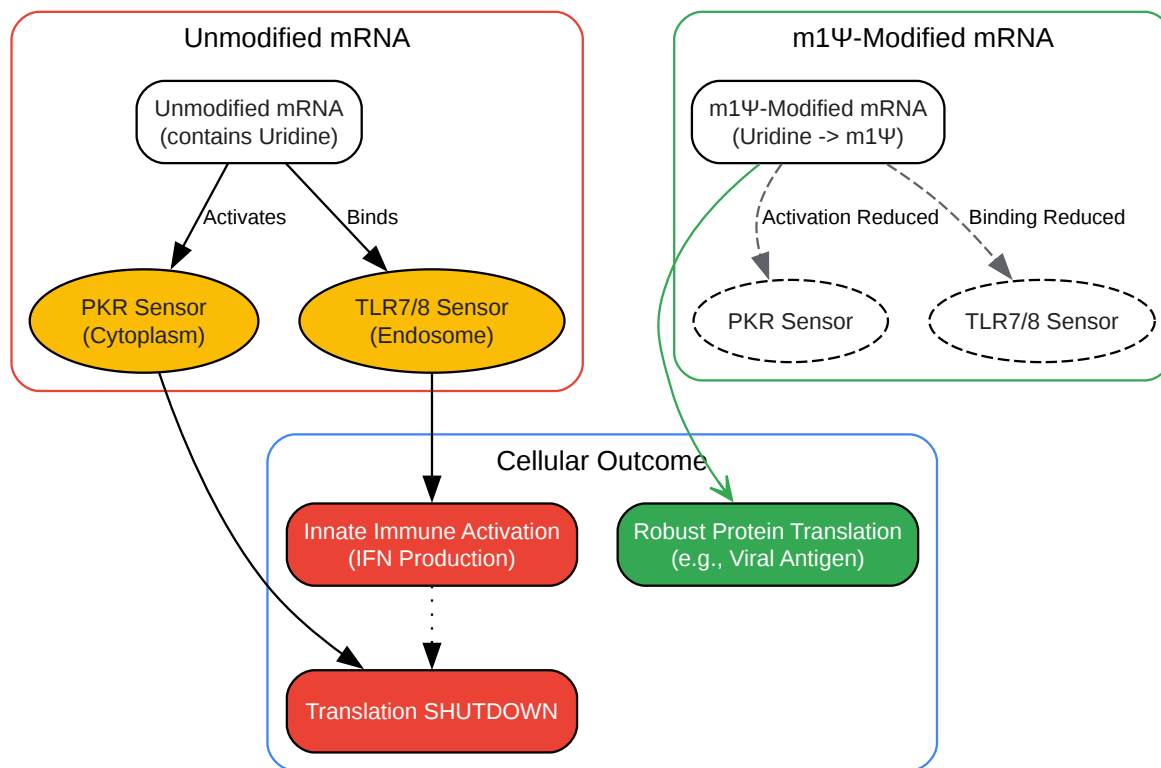 Unmodified mRNA
m1Ψ-Modified mRNA
Unmodified mRNA
(contains Uridine)
m1Ψ-Modified mRNA
(Uridine -> m1Ψ)
Activates
Binds
Activation Reduced
Binding Reduced
PKR Sensor
(Cytoplasm)
TLR7/8 Sensor
(Endosome)
PKR Sensor
TLR7/8 Sensor
Cellular Outcome
Innate Immune Activation
(IFN Production)
Robust Protein Translation
(e.g., Viral Antigen)
Translation SHUTDOWN